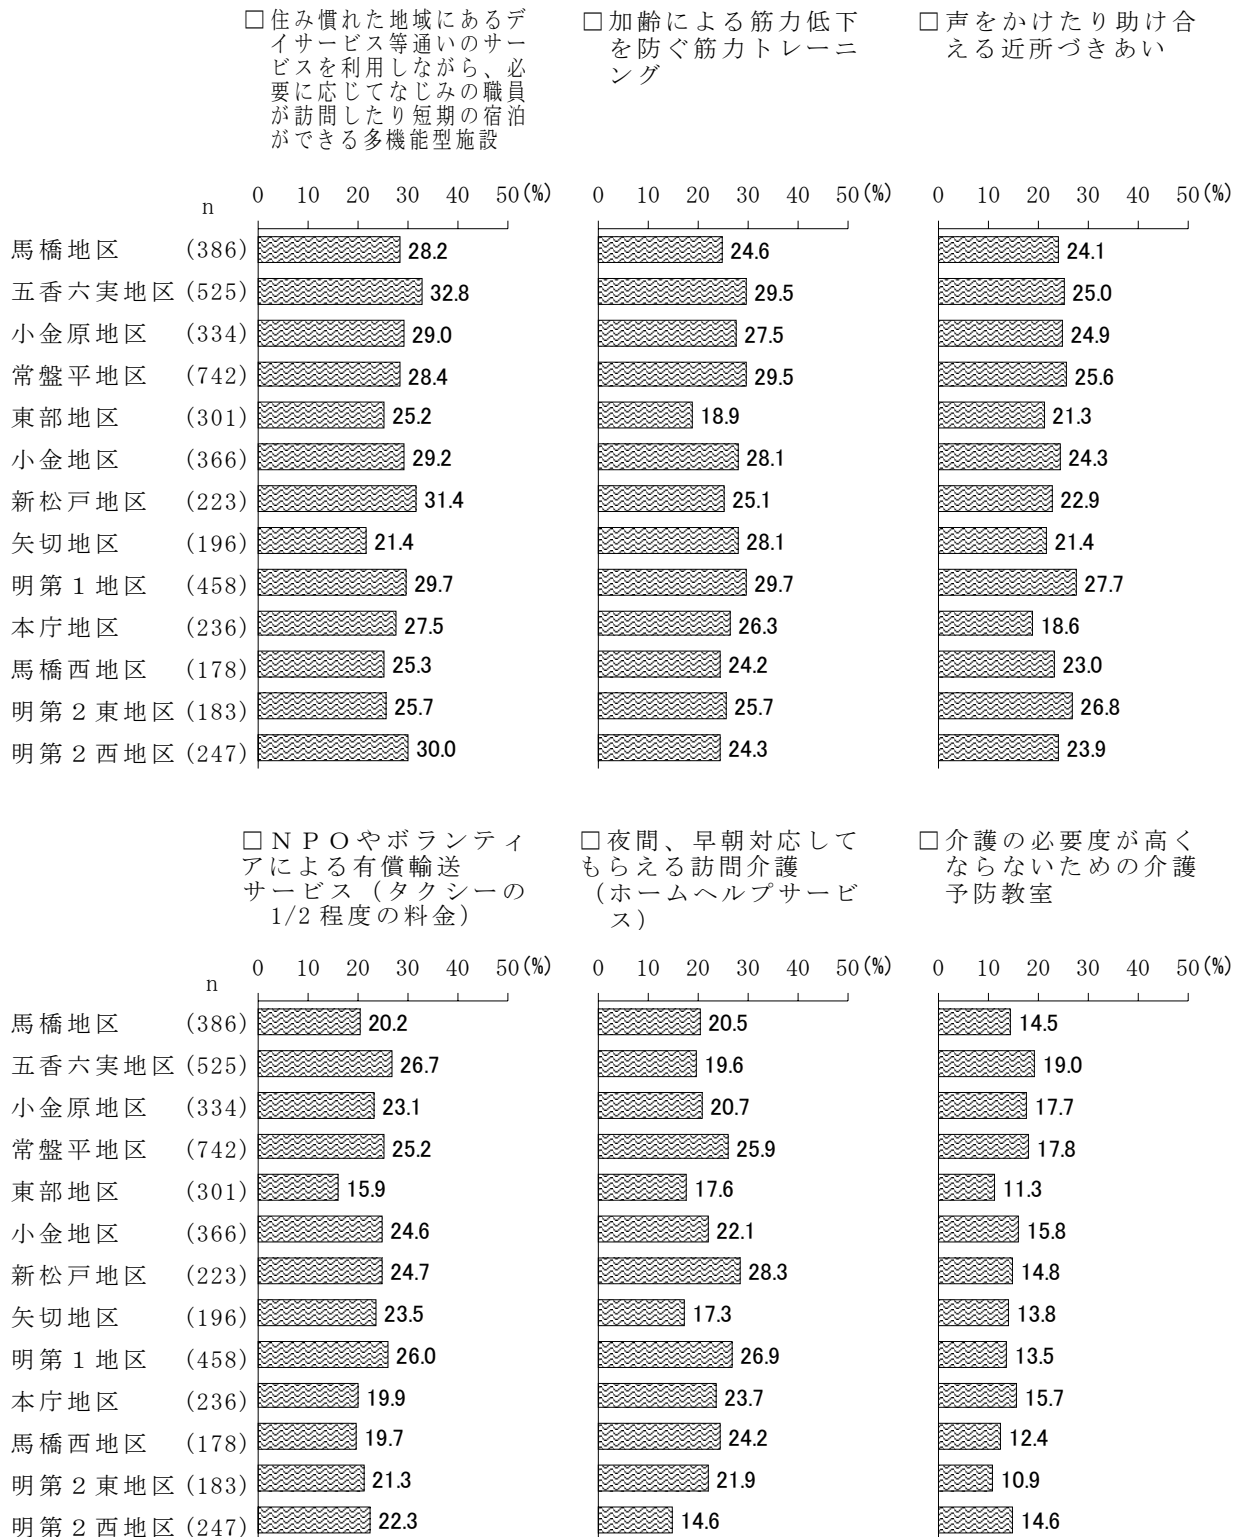 □住み慣れた地域にあるデ
イサービス等通いのサー
ビスを利用しながら、必
要に応じてなじみの職員
が訪問したり短期の宿泊
ができる多機能型施設
□加齢による筋力低下
を防ぐ筋力トレーニ
ング
□声をかけたり助け合
える近所づきあい
n 0 10 20 30 40 50(%) 0 10 20 30 40 50(%) 0 10 20 30 40 50(%)
馬橋地区 (386) 28.2 24.6 24.1
五香六実地区(525) 32.8 29.5 25.0
小金原地区 (334) 29.0 27.5 24.9
常盤平地区 (742) 28.4 29.5 25.6
東部地区 (301) 25.2 18.9 21.3
小金地区 (366) 29.2 28.1 24.3
新松戸地区 (223) 31.4 25.1 22.9
矢切地区 (196) 21.4 28.1 21.4
明第１地区 (458) 29.7 29.7 27.7
本庁地区 (236) 27.5 26.3 18.6
馬橋西地区 (178) 25.3 24.2 23.0
明第２東地区(183) 25.7 25.7 26.8
明第２西地区(247) 30.0 24.3 23.9
□ＮＰＯやボランティ
アによる有償輸送
サービス（タクシーの
1/2程度の料金）
□夜間、早朝対応して
もらえる訪問介護
（ホームヘルプサービ
ス）
□介護の必要度が高く
ならないための介護
予防教室
n 0 10 20 30 40 50(%) 0 10 20 30 40 50(%) 0 10 20 30 40 50(%)
馬橋地区 (386) 20.2 20.5 14.5
五香六実地区(525) 26.7 19.6 19.0
小金原地区 (334) 23.1 20.7 17.7
常盤平地区 (742) 25.2 25.9 17.8
東部地区 (301) 15.9 17.6 11.3
小金地区 (366) 24.6 22.1 15.8
新松戸地区 (223) 24.7 28.3 14.8
矢切地区 (196) 23.5 17.3 13.8
明第１地区 (458) 26.0 26.9 13.5
本庁地区 (236) 19.9 23.7 15.7
馬橋西地区 (178) 19.7 24.2 12.4
明第２東地区(183) 21.3 21.9 10.9
明第２西地区(247) 22.3 14.6 14.6